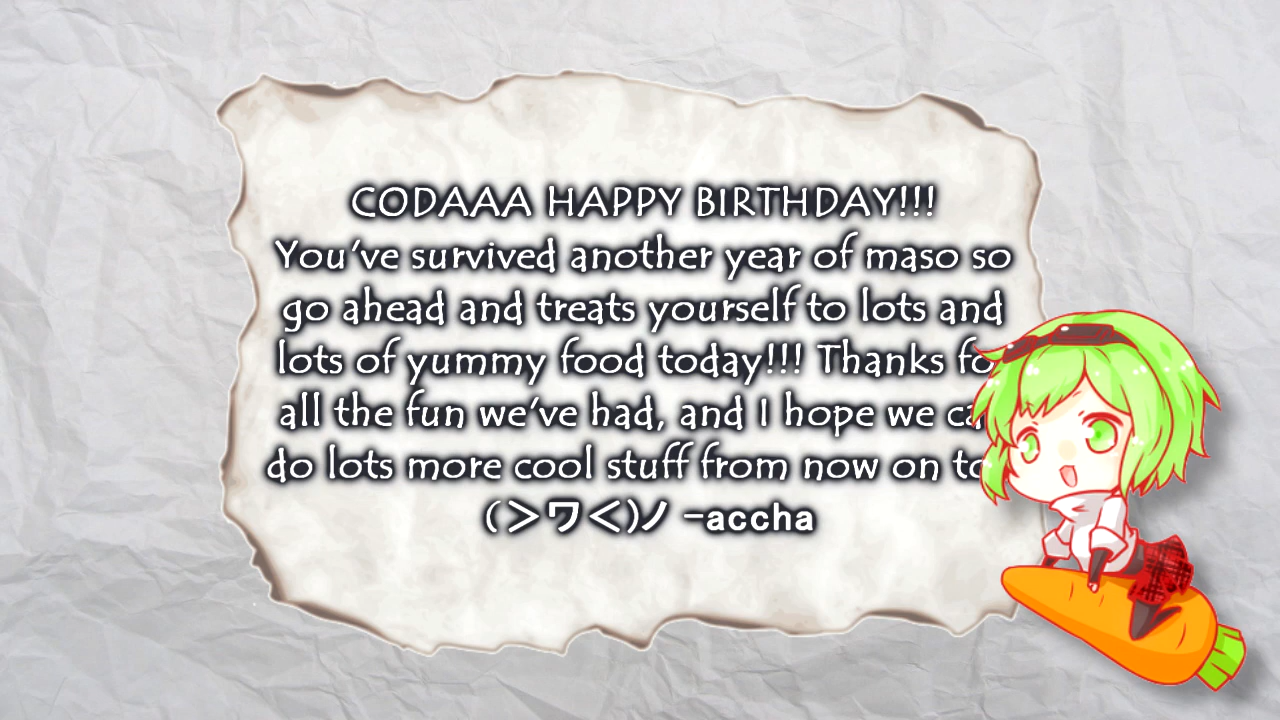 CODAAA HAPPY BIRTHDAY!!!
You've survived another year of maso so
go ahead and treats yourself to lots and
lots of yummy food today!!! Thanks fo
all the fun we've had, and I hope we ca
do lots more cool stuff from now on to
(＞ワ＜)ノ -accha